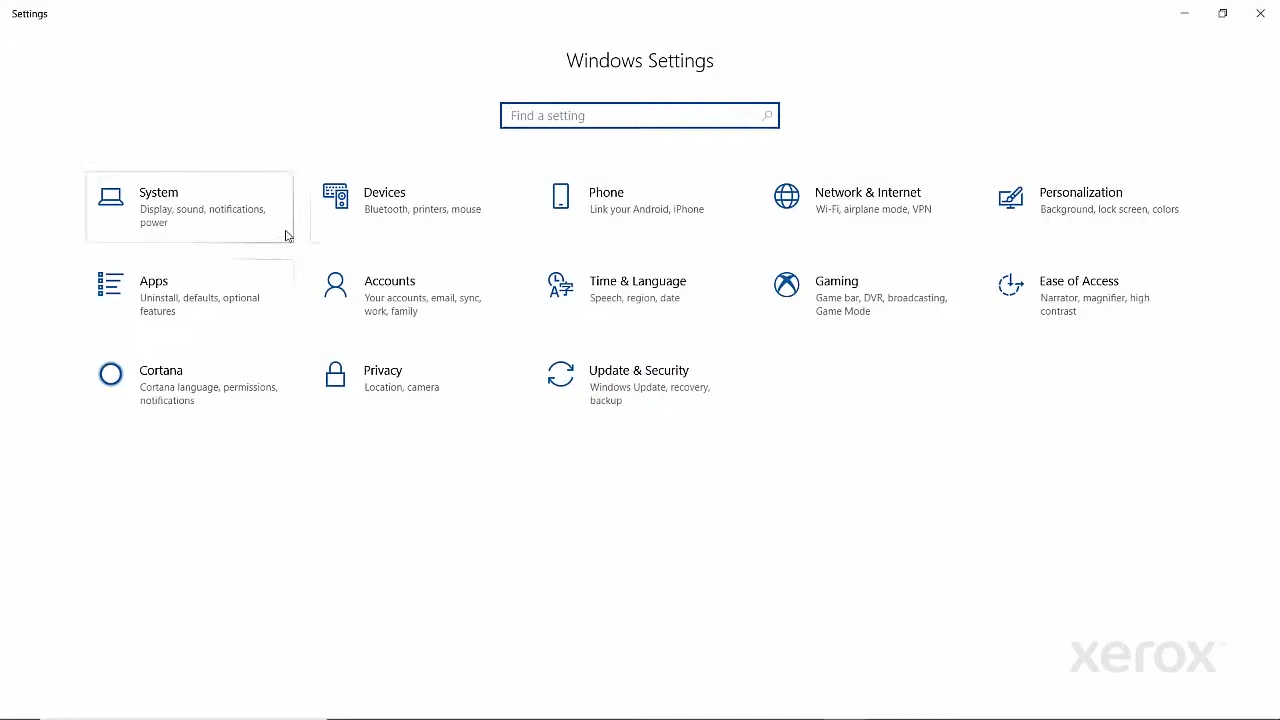 Settings
Windows Settings
Find a setting
System
Display, sound, notifications,
power
Devices
Bluetooth, printers, mouse
Phone
Link your Android, iPhone
Network & Internet
Wi-Fi, airplane mode, VPN
Personalization
Background, lock screen, colors
Apps
Uninstall, defaults, optional
features
Accounts
Your accounts, email, sync,
work, family
Time & Language
Speech, region, date
Gaming
Game bar, DVR, broadcasting,
Game Mode
Ease of Access
Narrator, magnifier, high
contrast
Cortana
Cortana language, permissions,
notifications
Privacy
Location, camera
Update & Security
Windows Update, recovery,
backup
xerox™